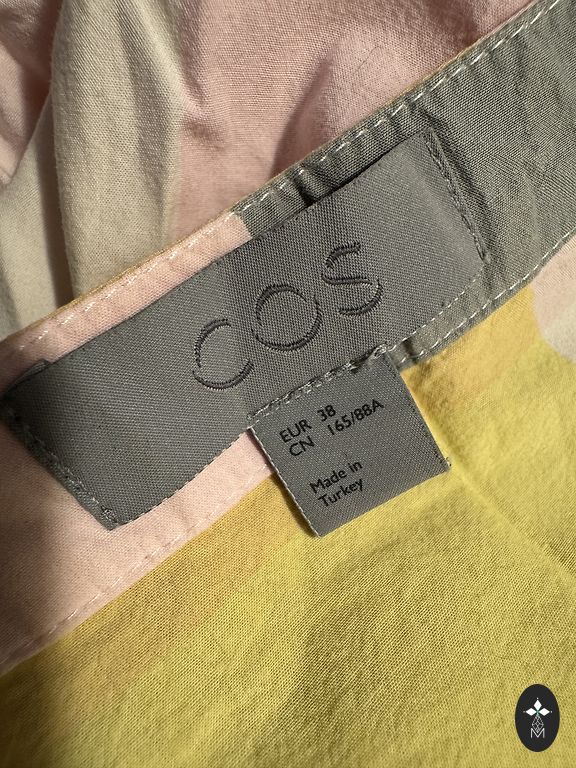 COS
EUR 38
CN 165/88A
Made in
Turkey
M